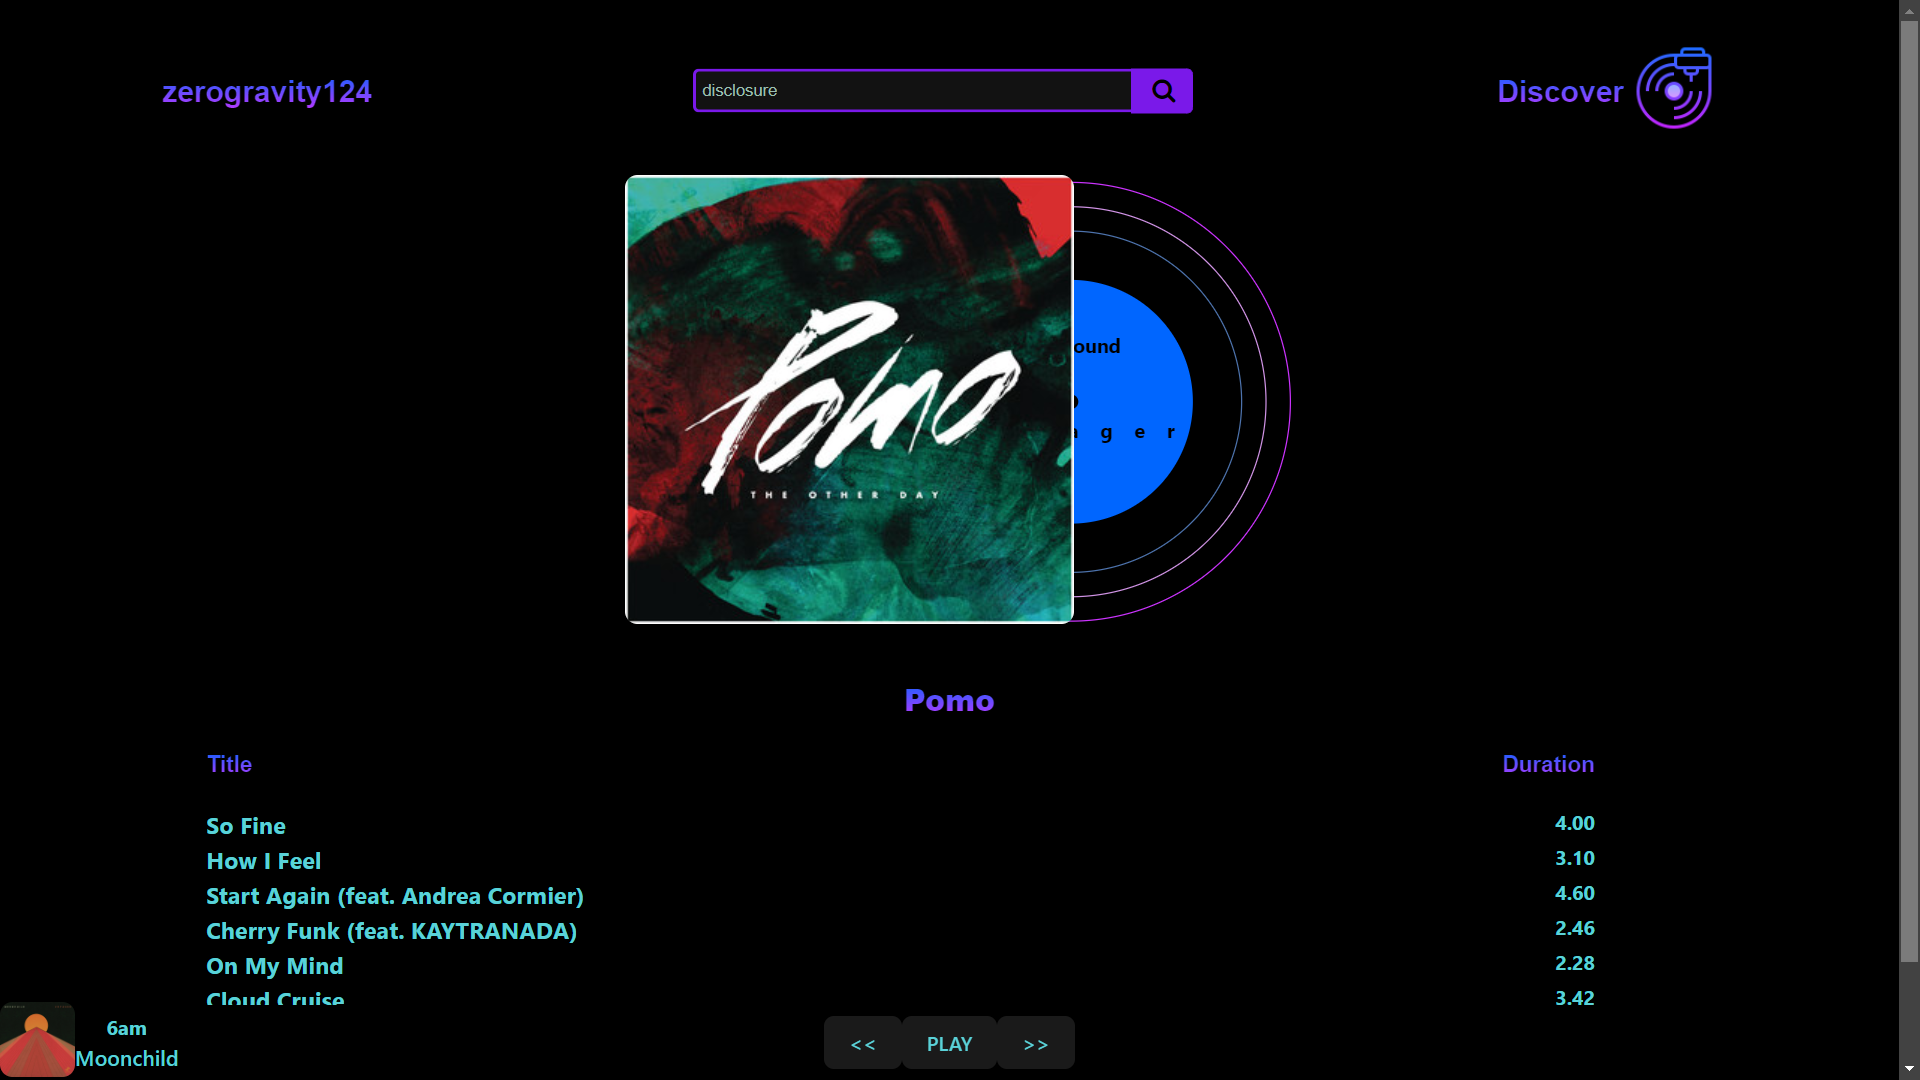 zerogravity124
disclosure
Discover
Pomo
THE OTHER DAY
ound
g e r
Pomo
Title
Duration
So Fine
4.00
How I Feel
3.10
Start Again (feat. Andrea Cormier)
4.60
Cherry Funk (feat. KAYTRANADA)
2.46
On My Mind
2.28
Cloud Cruise
3.42
6am
Moonchild
<<
PLAY
>>